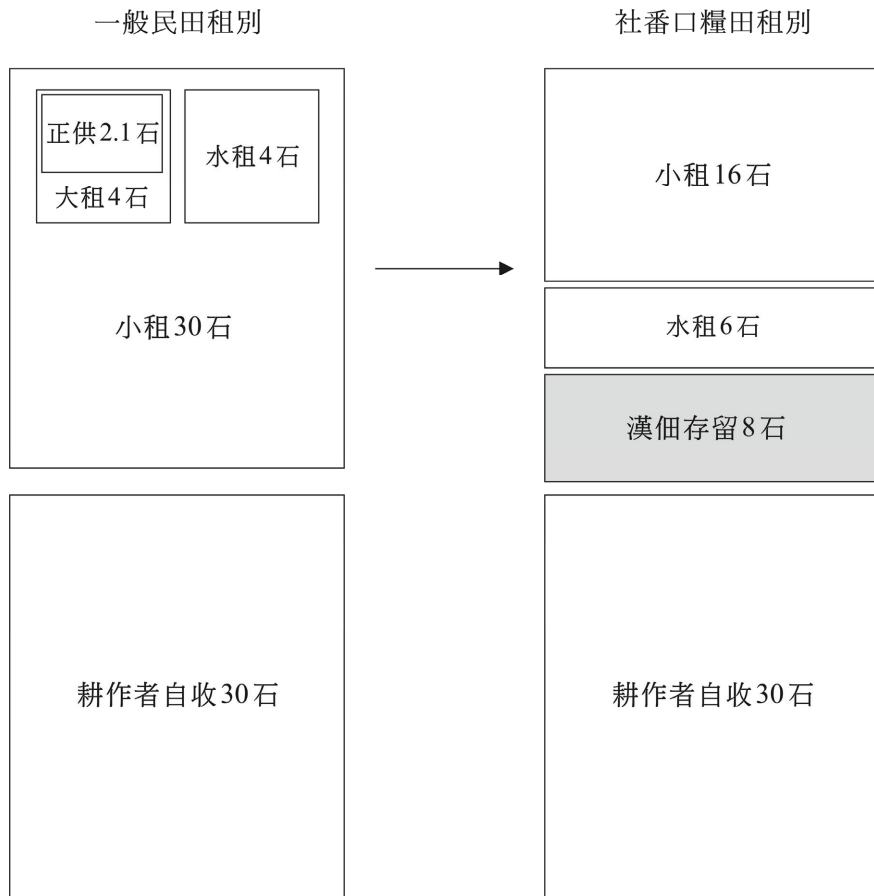 一般民田租別
社番口糧田租別
正供2.1石
大租4石
水租4石
小租30石
耕作者自收30石
小租16石
水租6石
漢佃存留8石
耕作者自收30石